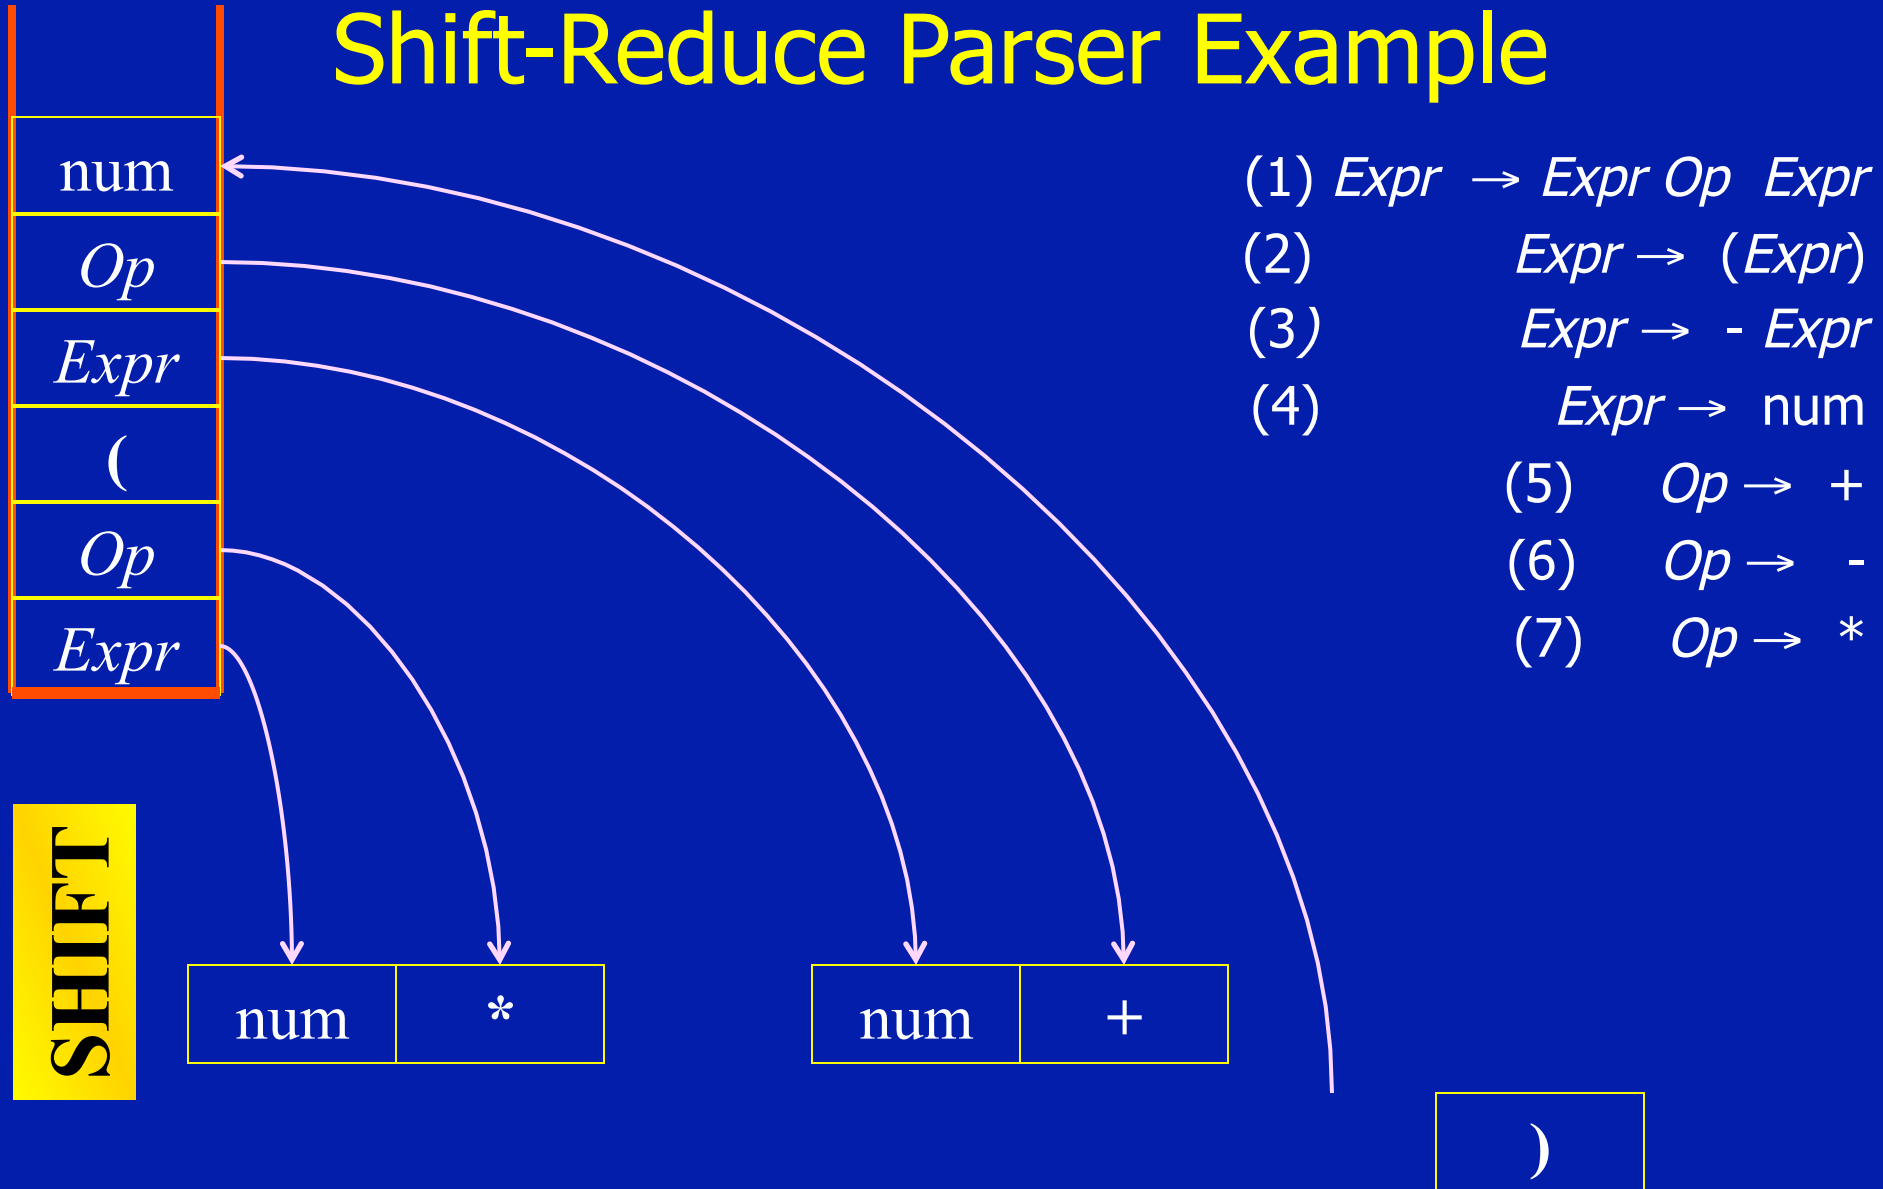 Shift-Reduce Parser Example
num
Op
Expr
(
Op
Expr
(1) Expr → Expr Op Expr
(2) Expr → (Expr)
(3) Expr → - Expr
(4) Expr → num
(5) Op → +
(6) Op → -
(7) Op → *
SHIFT
num *
num +
)